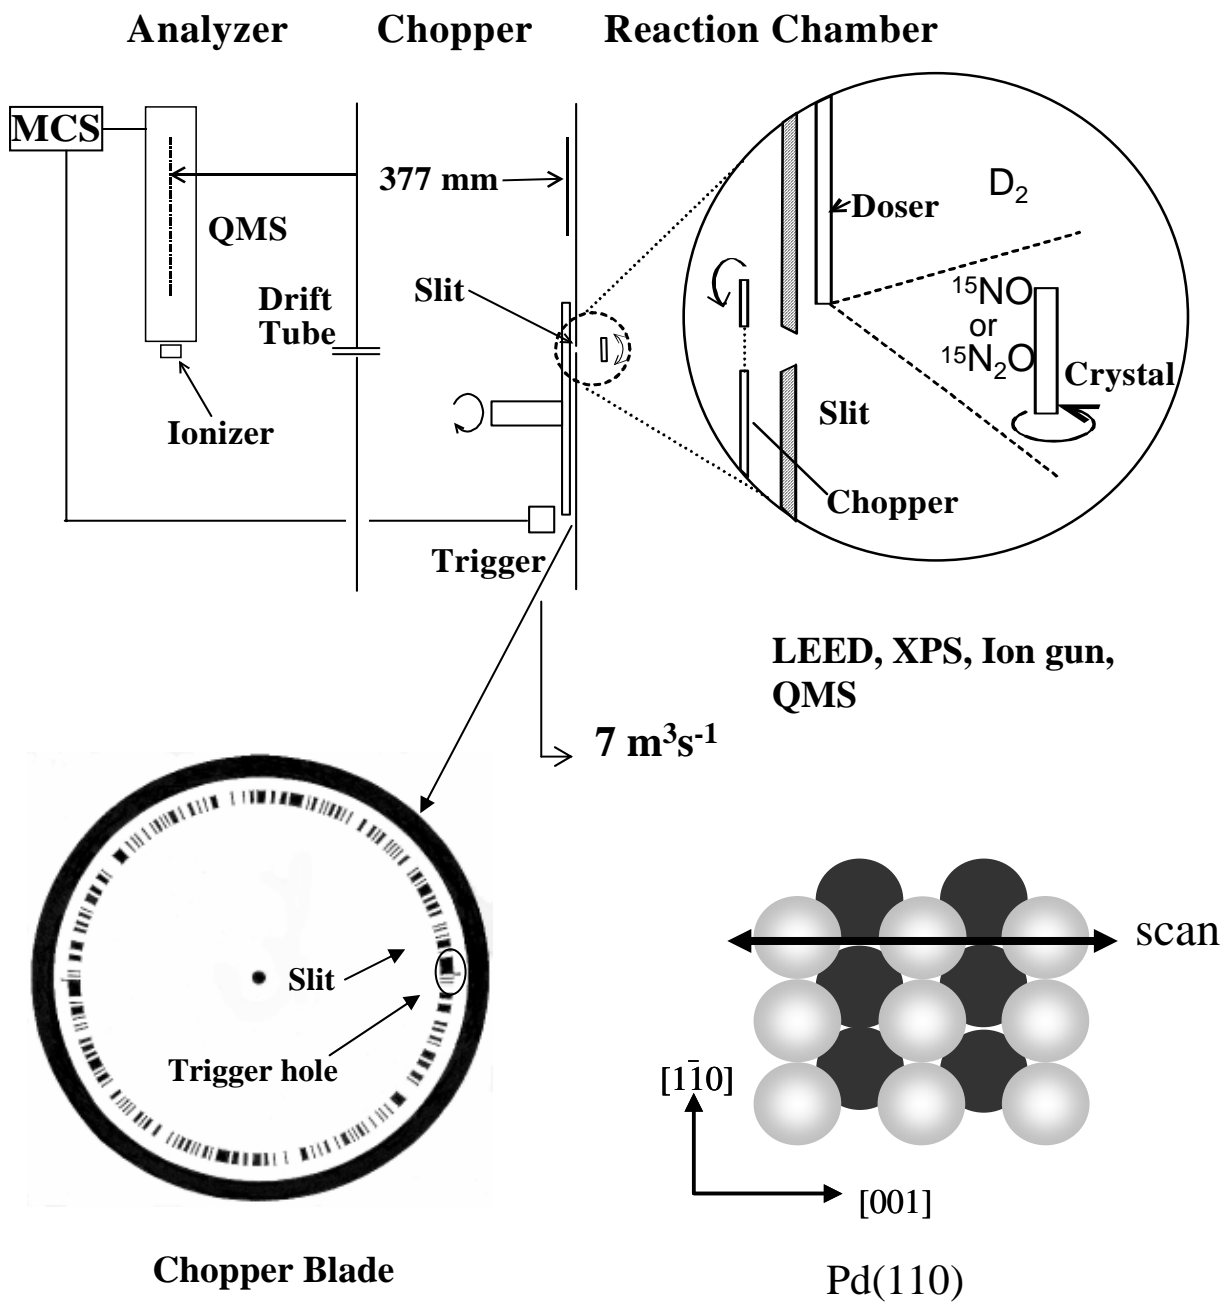 Analyzer Chopper Reaction Chamber
MCS
377 mm
QMS
Slit
Drift
Tube
Ionizer
Trigger
D2
Doser
15NO
or
15N2O
Crystal
Slit
Chopper
LEED, XPS, Ion gun,
QMS
7 m3s-1
Slit
Trigger hole
Chopper Blade
scan
[11̄0]
[001]
Pd(110)